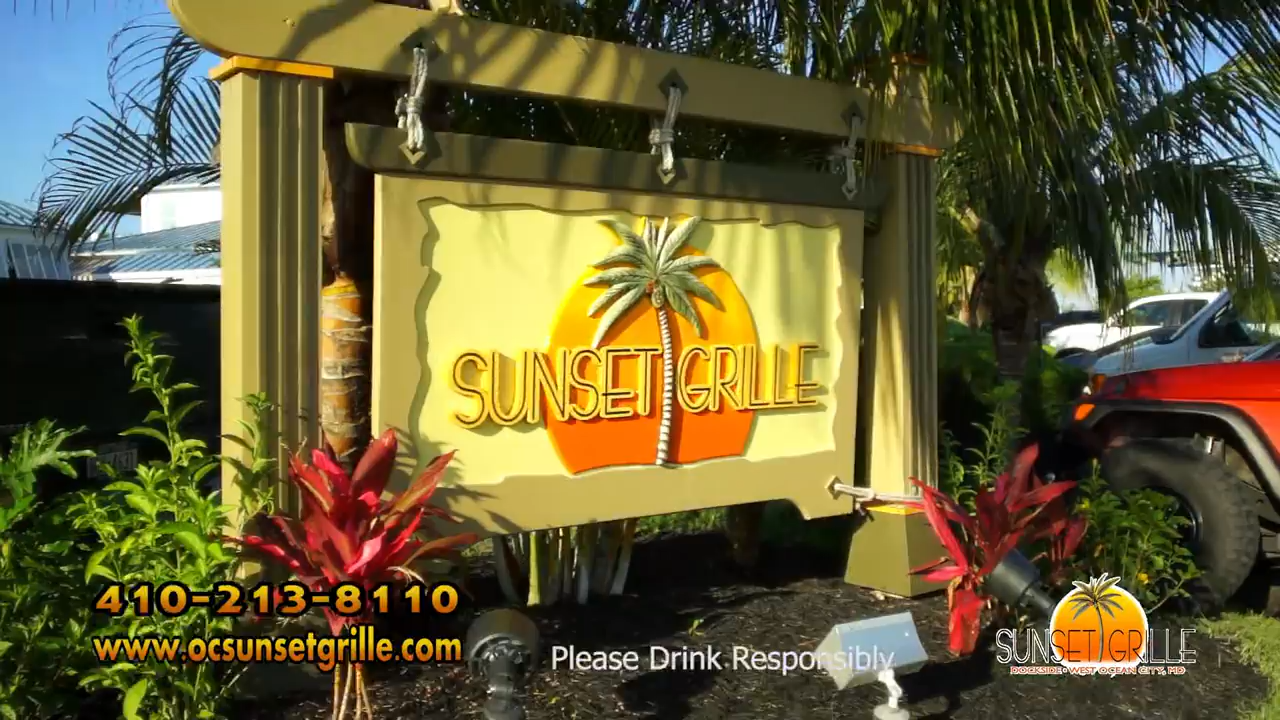 SUNSET GRILLE
410-213-8110
www.ocsunsetgrille.com
Please Drink Responsibly.
SUNSET GRILLE
DOCKSIDE • WEST OCEAN CITY, MD